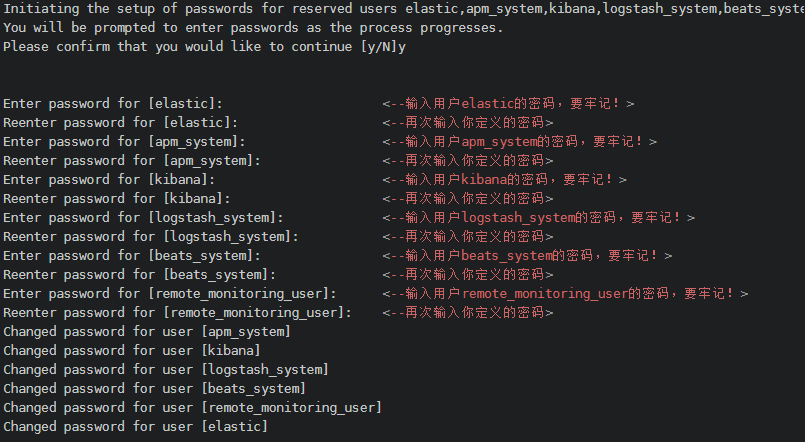 Initiating the setup of passwords for reserved users elastic,apm_system,kibana,logstash_system,beats_syste
You will be prompted to enter passwords as the process progresses.
Please confirm that you would like to continue [y/N]y
Enter password for [elastic]: <--输入用户elastic的密码，要牢记！>
Reenter password for [elastic]: <--再次输入你定义的密码>
Enter password for [apm_system]: <--输入用户apm_system的密码，要牢记！>
Reenter password for [apm_system]: <--再次输入你定义的密码>
Enter password for [kibana]: <--输入用户kibana的密码，要牢记！>
Reenter password for [kibana]: <--再次输入你定义的密码>
Enter password for [logstash_system]: <--输入用户logstash_system的密码，要牢记！>
Reenter password for [logstash_system]: <--再次输入你定义的密码>
Enter password for [beats_system]: <--输入用户beats_system的密码，要牢记！>
Reenter password for [beats_system]: <--再次输入你定义的密码>
Enter password for [remote_monitoring_user]: <--输入用户remote_monitoring_user的密码，要牢记！>
Reenter password for [remote_monitoring_user]: <--再次输入你定义的密码>
Changed password for user [apm_system]
Changed password for user [kibana]
Changed password for user [logstash_system]
Changed password for user [beats_system]
Changed password for user [remote_monitoring_user]
Changed password for user [elastic]